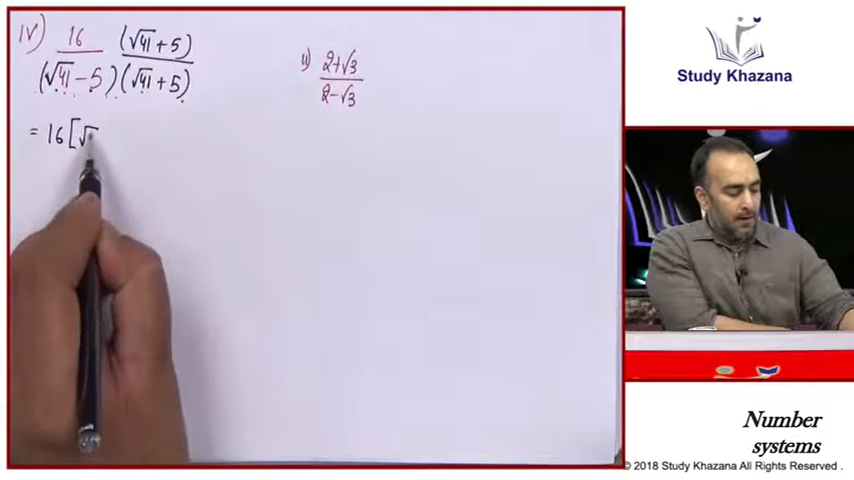 iv) 16 (√41 + 5)
(√41 − 5) (√41 + 5)
= 16 [√
ii) 2+√3
2−√3
Study Khazana
Number
systems
© 2018 Study Khazana All Rights Reserved .